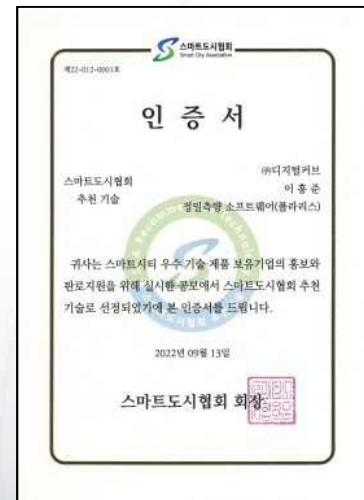 스마트도시협회
Smart City Association
제22-012-0001호
인 증 서
스마트도시협회
추천 기술
㈜디지털커브
이 홍 준
정밀측량 소프트웨어(폴라리스)
귀사는 스마트시티 우수 기술 제품 보유기업의 홍보와
판로지원을 위해 실시한 공모에서 스마트도시협회 추천
기술로 선정되었기에 본 인증서를 드립니다.
2022년 09월 13일
스마트도시협회 회장